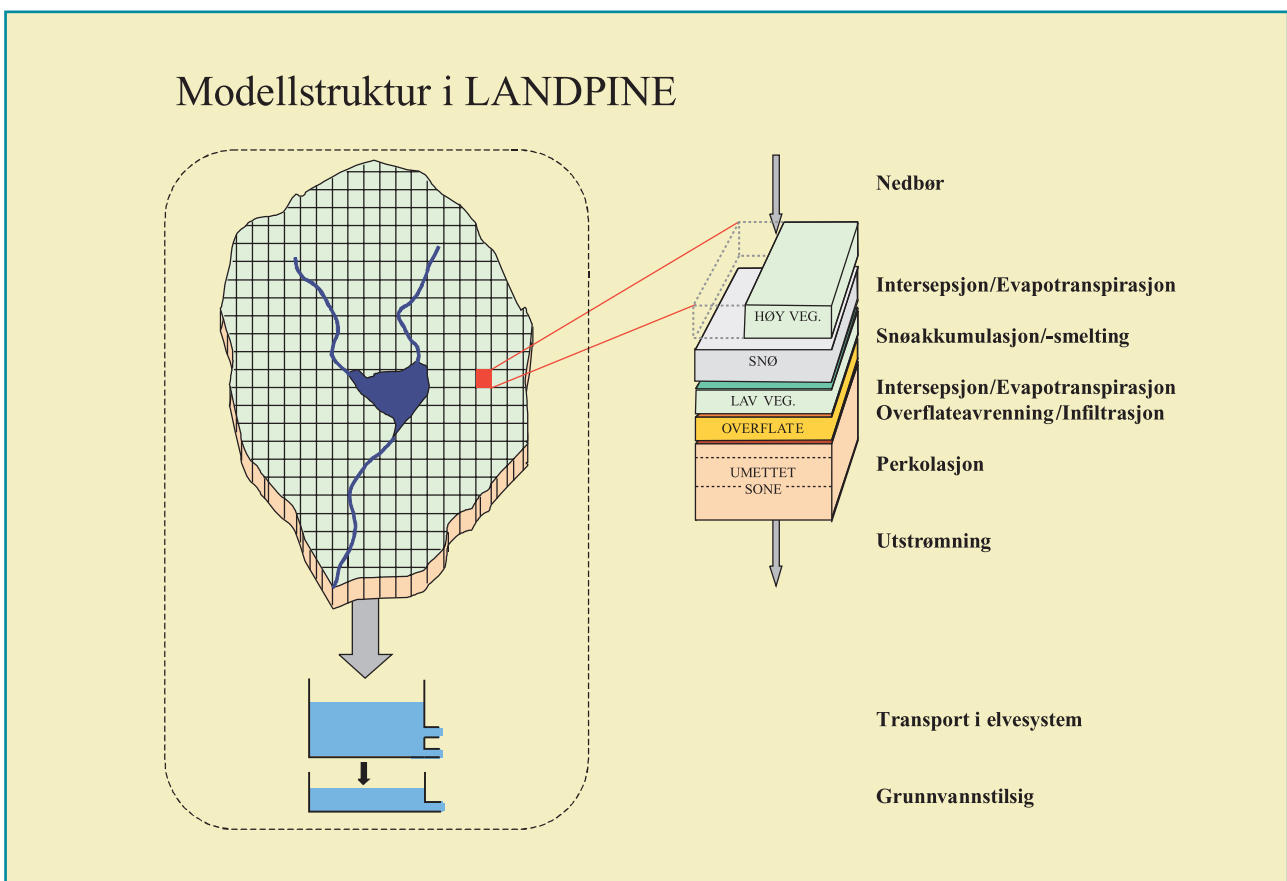 Modellstruktur i LANDPINE
Nedbør
HØY VEG.
Intersepsjon/Evapotranspirasjon
Snøakkumulasjon/-smelting
SNØ
Intersepsjon/Evapotranspirasjon
LAV VEG.
Overflateavrenning/Infiltrasjon
OVERFLATE
Perkolasjon
UMETTET
SONE
Utstrømning
Transport i elvesystem
Grunnvannstilsig